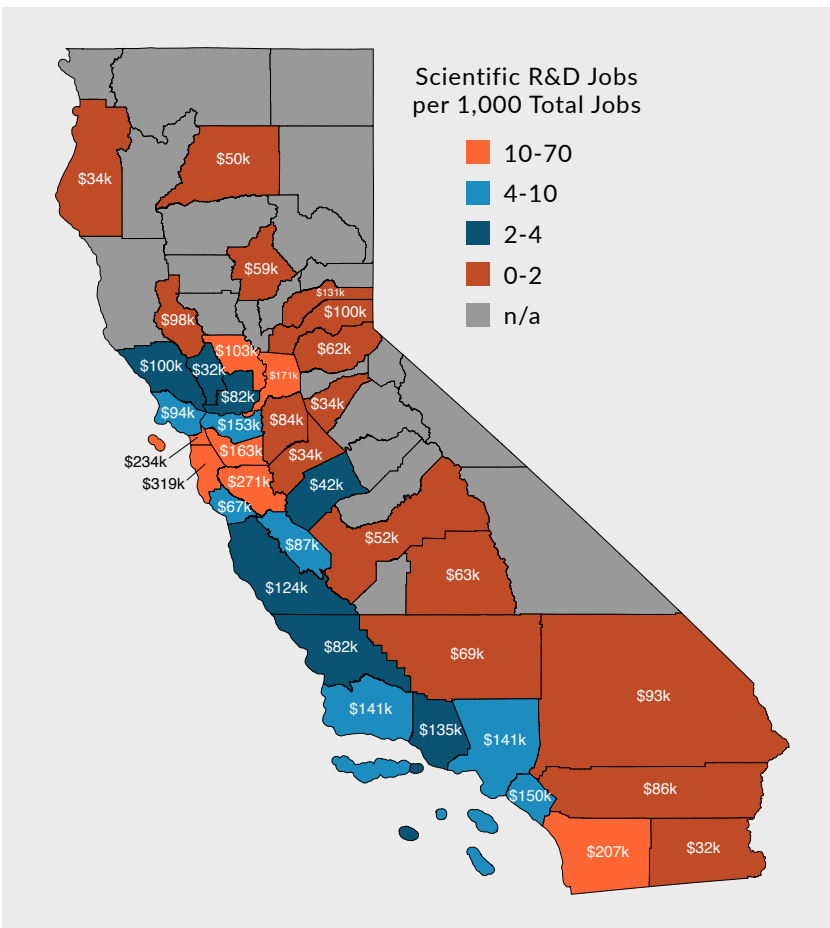 Scientific R&D Jobs
per 1,000 Total Jobs
10-70
4-10
2-4
0-2
n/a
$50k
$34k
$59k
$131k
$100k
$98k
$62k
$103k
$100k
$32k
$171k
$82k
$34k
$94k
$153k
$84k
$163k
$34k
$234k
$319k
$271k
$42k
$67k
$52k
$87k
$63k
$124k
$82k
$69k
$93k
$141k
$135k
$141k
$150k
$86k
$207k
$32k